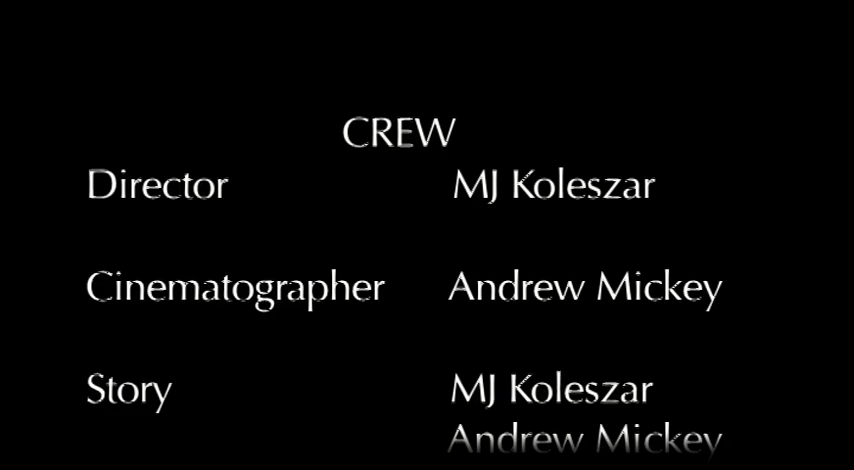 CREW
Director MJ Koleszar
Cinematographer Andrew Mickey
Story MJ Koleszar
Andrew Mickey